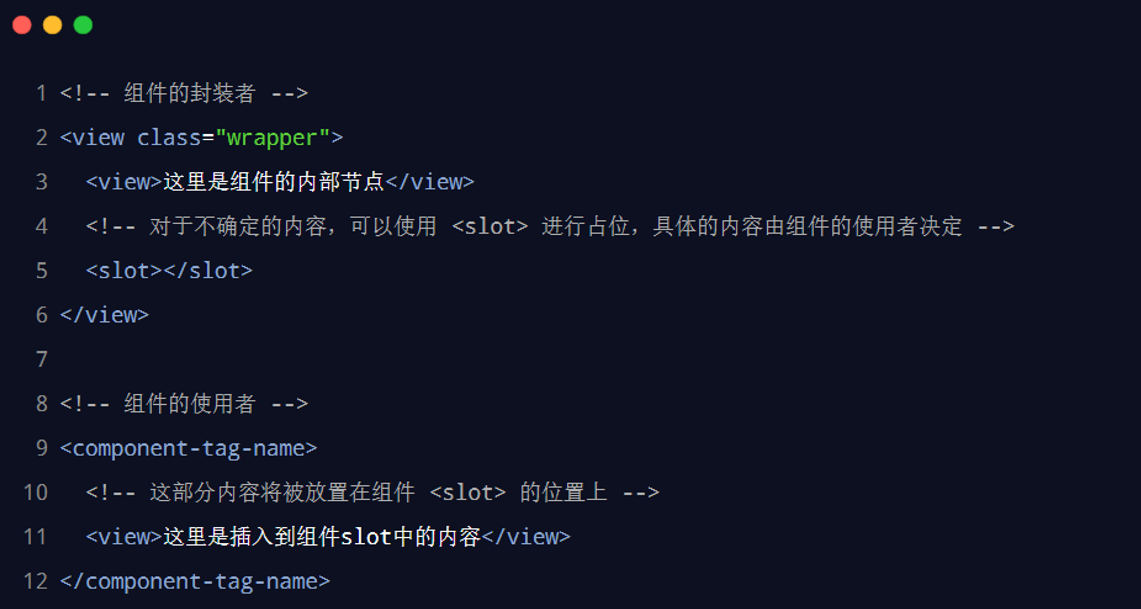 1 <!-- 组件的封装者 -->
2 <view class="wrapper">
3   <view>这里是组件的内部节点</view>
4   <!-- 对于不确定的内容，可以使用 <slot> 进行占位，具体的内容由组件的使用者决定 -->
5   <slot></slot>
6 </view>
7
8 <!-- 组件的使用者 -->
9 <component-tag-name>
10   <!-- 这部分内容将被放置在组件 <slot> 的位置上 -->
11   <view>这里是插入到组件slot中的内容</view>
12 </component-tag-name>